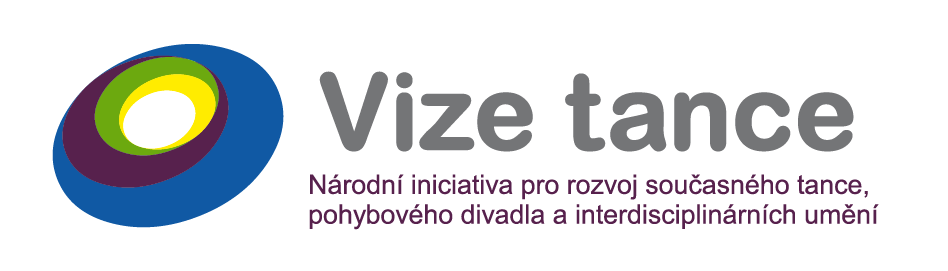 Vize tance
Národní iniciativa pro rozvoj současného tance,
pohybového divadla a interdisciplinárních umění